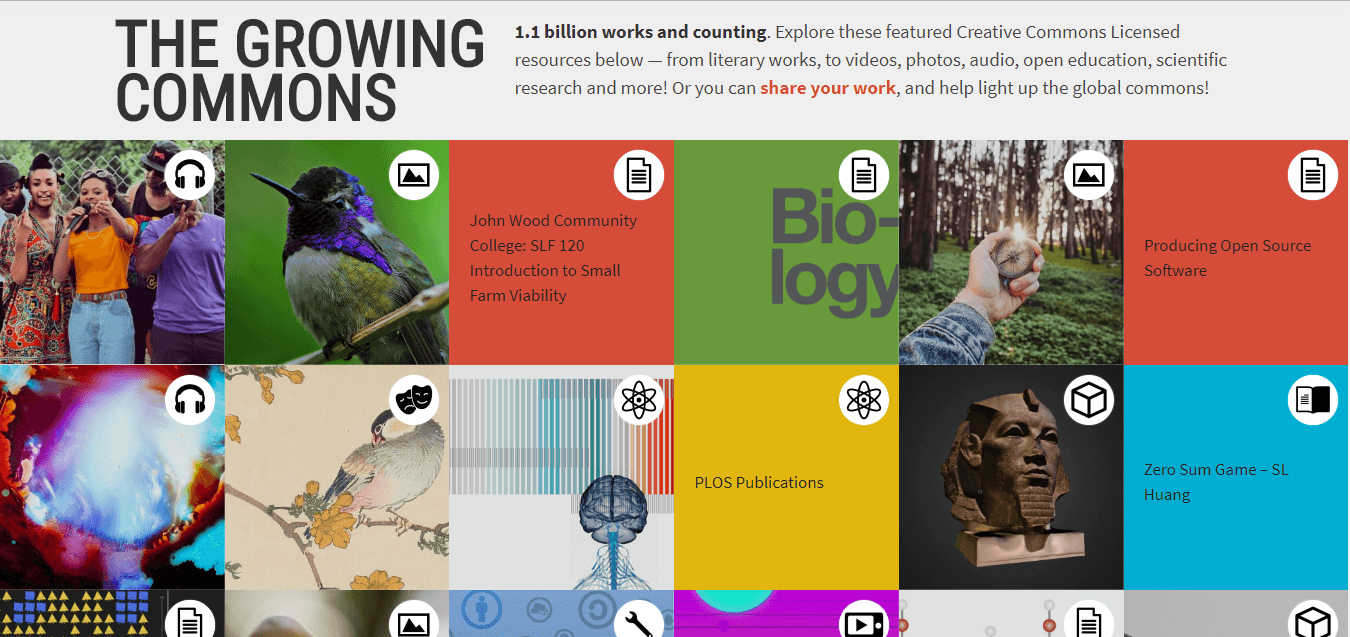 THE GROWING
COMMONS
1.1 billion works and counting. Explore these featured Creative Commons Licensed
resources below — from literary works, to videos, photos, audio, open education, scientific
research and more! Or you can share your work, and help light up the global commons!
John Wood Community
College: SLF 120
Introduction to Small
Farm Viability
Bio-
logy
Producing Open Source
Software
PLOS Publications
Zero Sum Game – SL
Huang